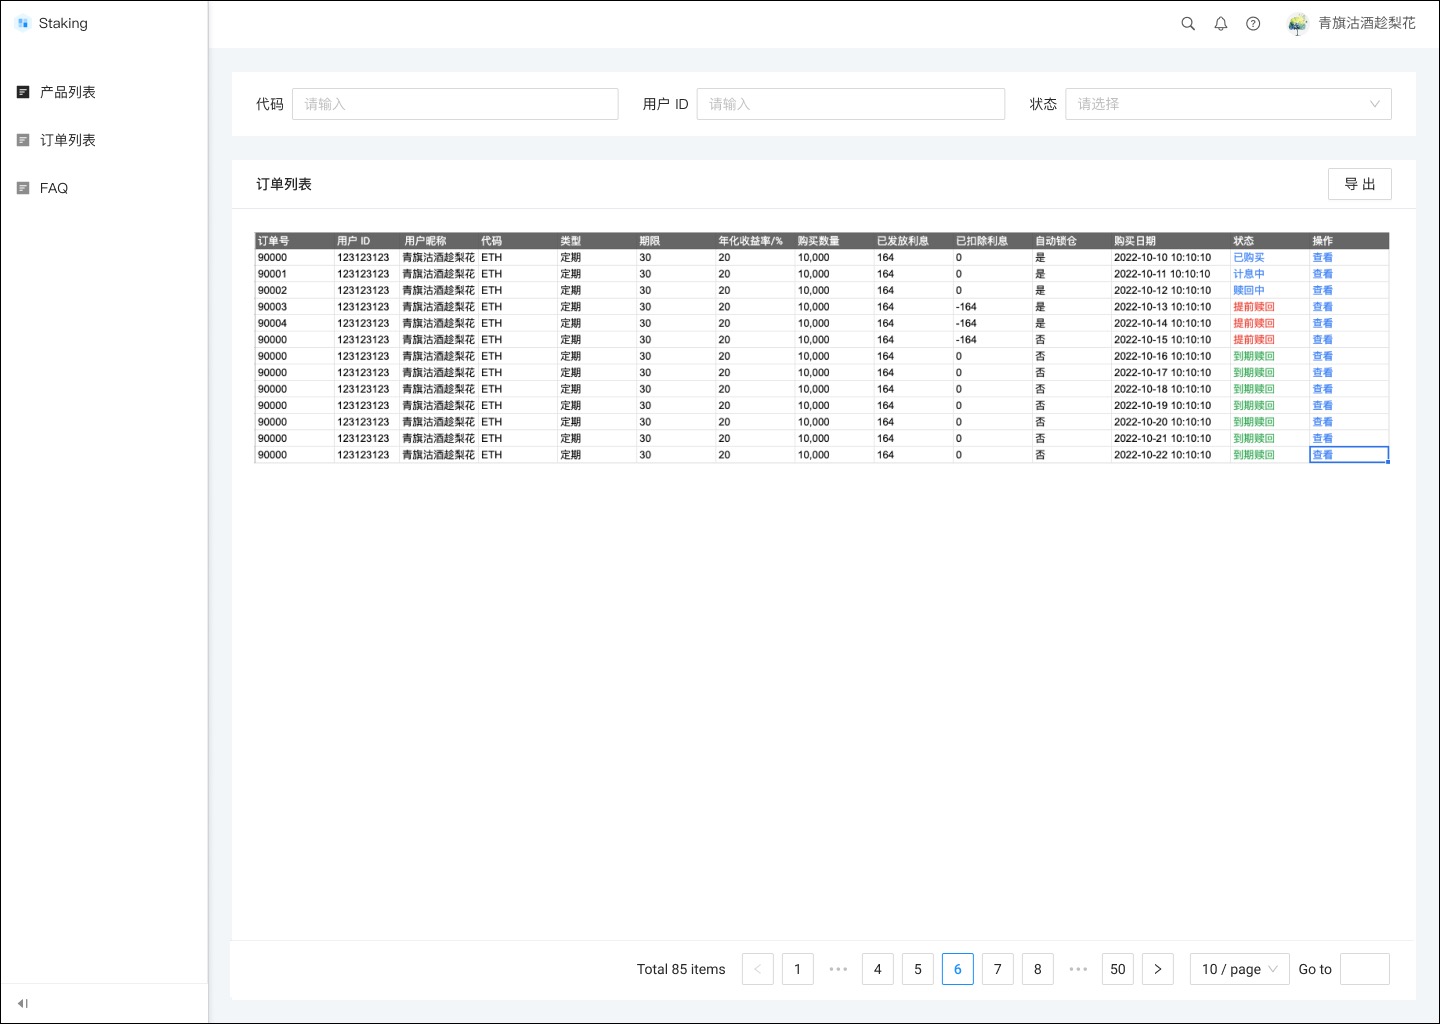 Staking
青旗沽酒趁梨花
产品列表
订单列表
FAQ
代码 请输入 用户 ID 请输入 状态 请选择
订单列表 导 出
订单号 用户 ID 用户昵称 代码 类型 期限 年化收益率/% 购买数量 已发放利息 已扣除利息 自动锁仓 购买日期 状态 操作
90000 123123123 青旗沽酒趁梨花 ETH 定期 30 20 10,000 164 0 是 2022-10-10 10:10:10 已购买 查看
90001 123123123 青旗沽酒趁梨花 ETH 定期 30 20 10,000 164 0 是 2022-10-11 10:10:10 计息中 查看
90002 123123123 青旗沽酒趁梨花 ETH 定期 30 20 10,000 164 0 是 2022-10-12 10:10:10 赎回中 查看
90003 123123123 青旗沽酒趁梨花 ETH 定期 30 20 10,000 164 -164 是 2022-10-13 10:10:10 提前赎回 查看
90004 123123123 青旗沽酒趁梨花 ETH 定期 30 20 10,000 164 -164 是 2022-10-14 10:10:10 提前赎回 查看
90000 123123123 青旗沽酒趁梨花 ETH 定期 30 20 10,000 164 -164 否 2022-10-15 10:10:10 提前赎回 查看
90000 123123123 青旗沽酒趁梨花 ETH 定期 30 20 10,000 164 0 否 2022-10-16 10:10:10 到期赎回 查看
90000 123123123 青旗沽酒趁梨花 ETH 定期 30 20 10,000 164 0 否 2022-10-17 10:10:10 到期赎回 查看
90000 123123123 青旗沽酒趁梨花 ETH 定期 30 20 10,000 164 0 否 2022-10-18 10:10:10 到期赎回 查看
90000 123123123 青旗沽酒趁梨花 ETH 定期 30 20 10,000 164 0 否 2022-10-19 10:10:10 到期赎回 查看
90000 123123123 青旗沽酒趁梨花 ETH 定期 30 20 10,000 164 0 否 2022-10-20 10:10:10 到期赎回 查看
90000 123123123 青旗沽酒趁梨花 ETH 定期 30 20 10,000 164 0 否 2022-10-21 10:10:10 到期赎回 查看
90000 123123123 青旗沽酒趁梨花 ETH 定期 30 20 10,000 164 0 否 2022-10-22 10:10:10 到期赎回 查看
Total 85 items < 1 ••• 4 5 6 7 8 ••• 50 > 10 / page Go to